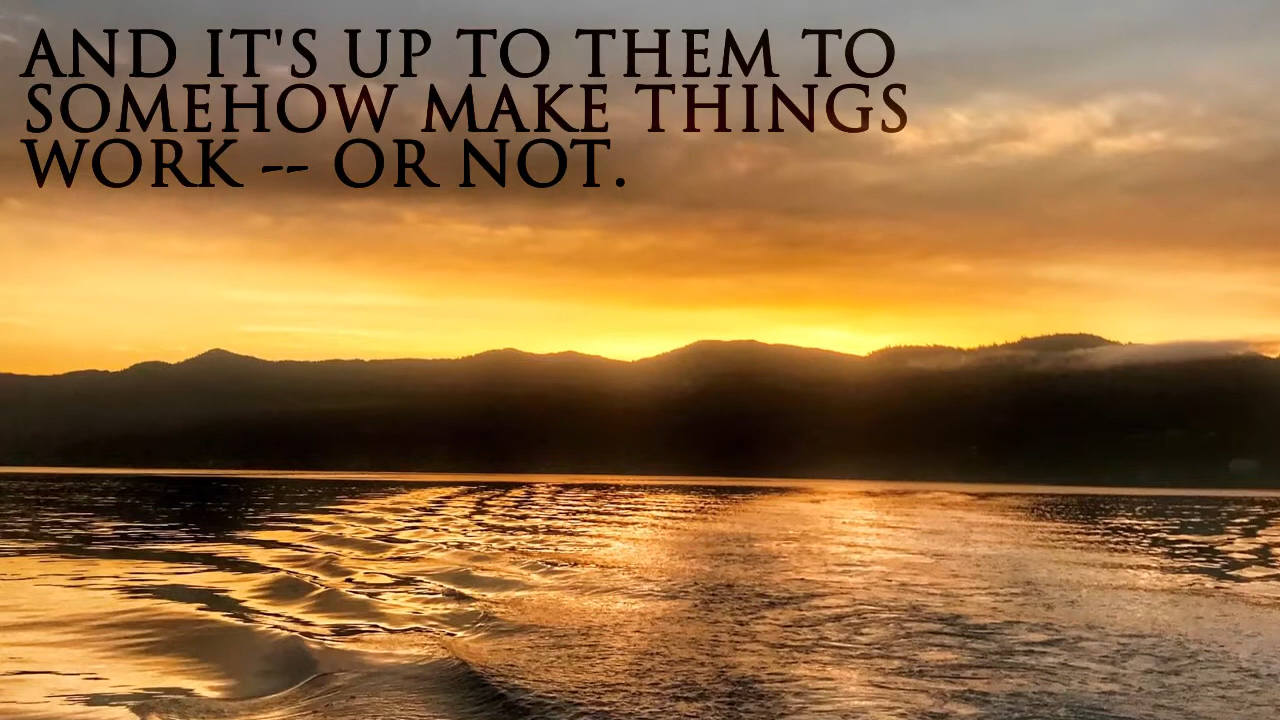 AND IT'S UP TO THEM TO
SOMEHOW MAKE THINGS
WORK -- OR NOT.